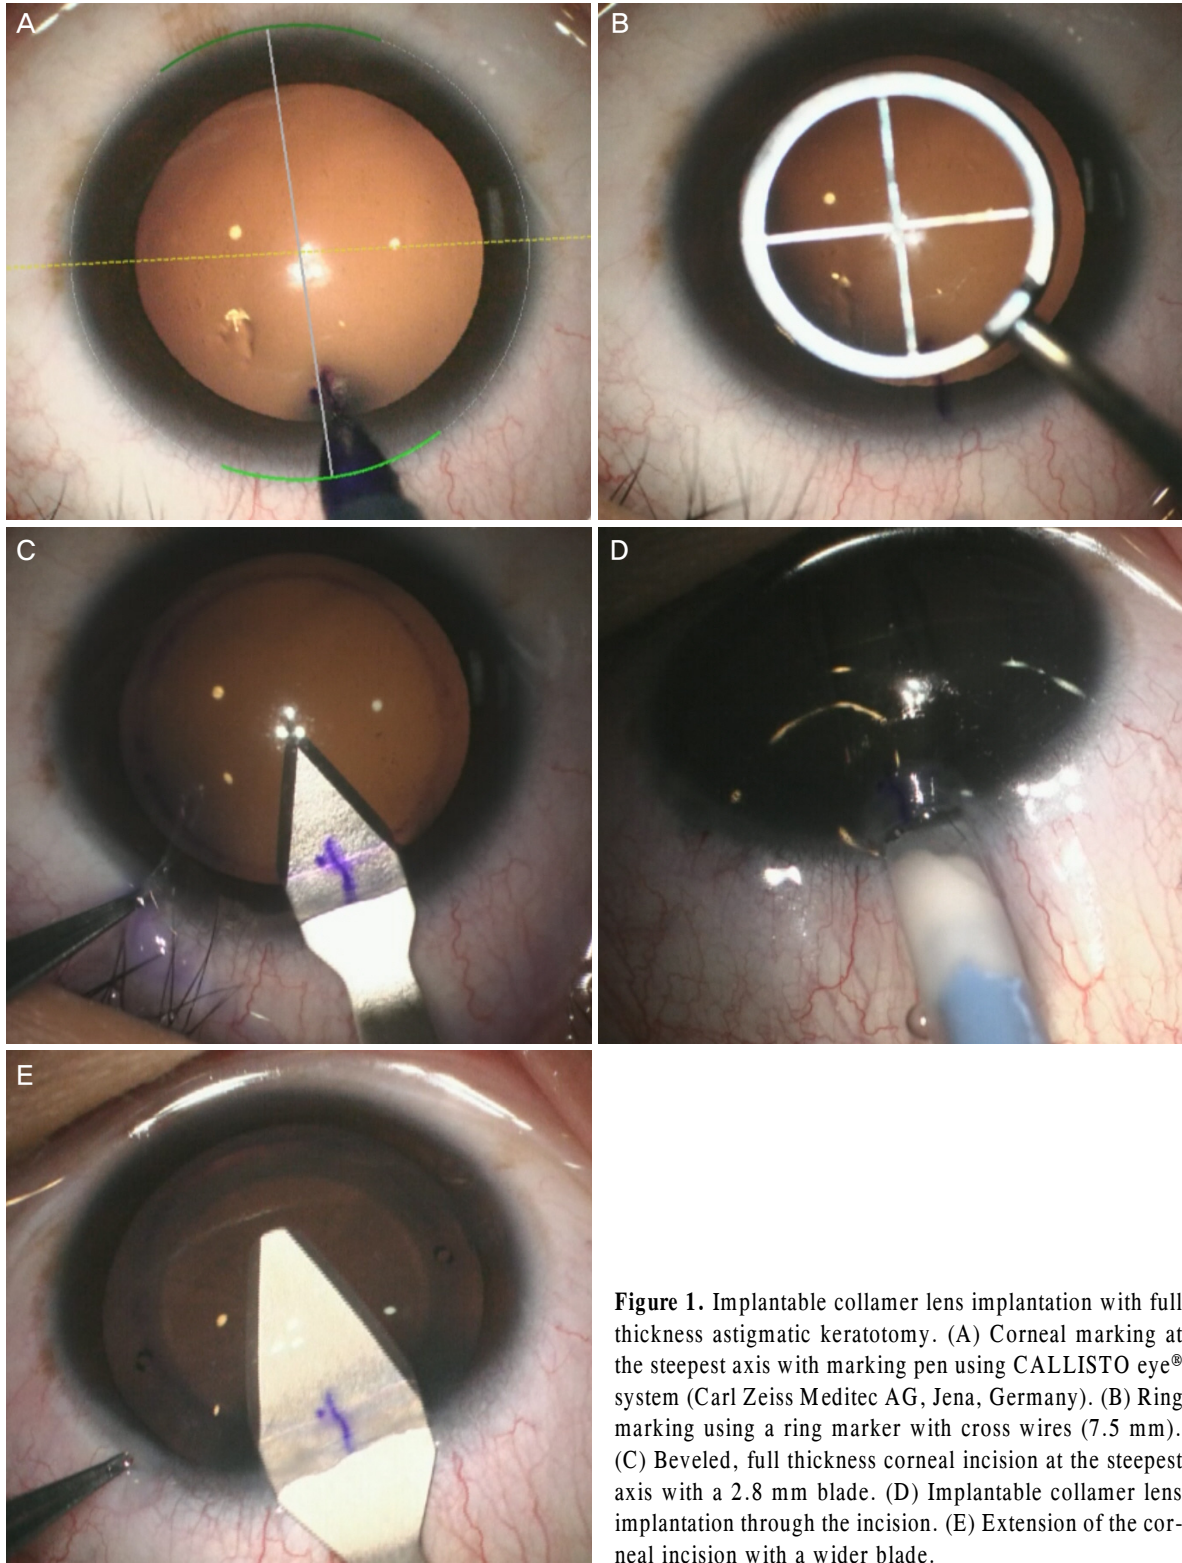 A
B
C
D
E
Figure 1. Implantable collamer lens implantation with full
thickness astigmatic keratotomy. (A) Corneal marking at
the steepest axis with marking pen using CALLISTO eye®
system (Carl Zeiss Meditec AG, Jena, Germany). (B) Ring
marking using a ring marker with cross wires (7.5 mm).
(C) Beveled, full thickness corneal incision at the steepest
axis with a 2.8 mm blade. (D) Implantable collamer lens
implantation through the incision. (E) Extension of the cor-
neal incision with a wider blade.